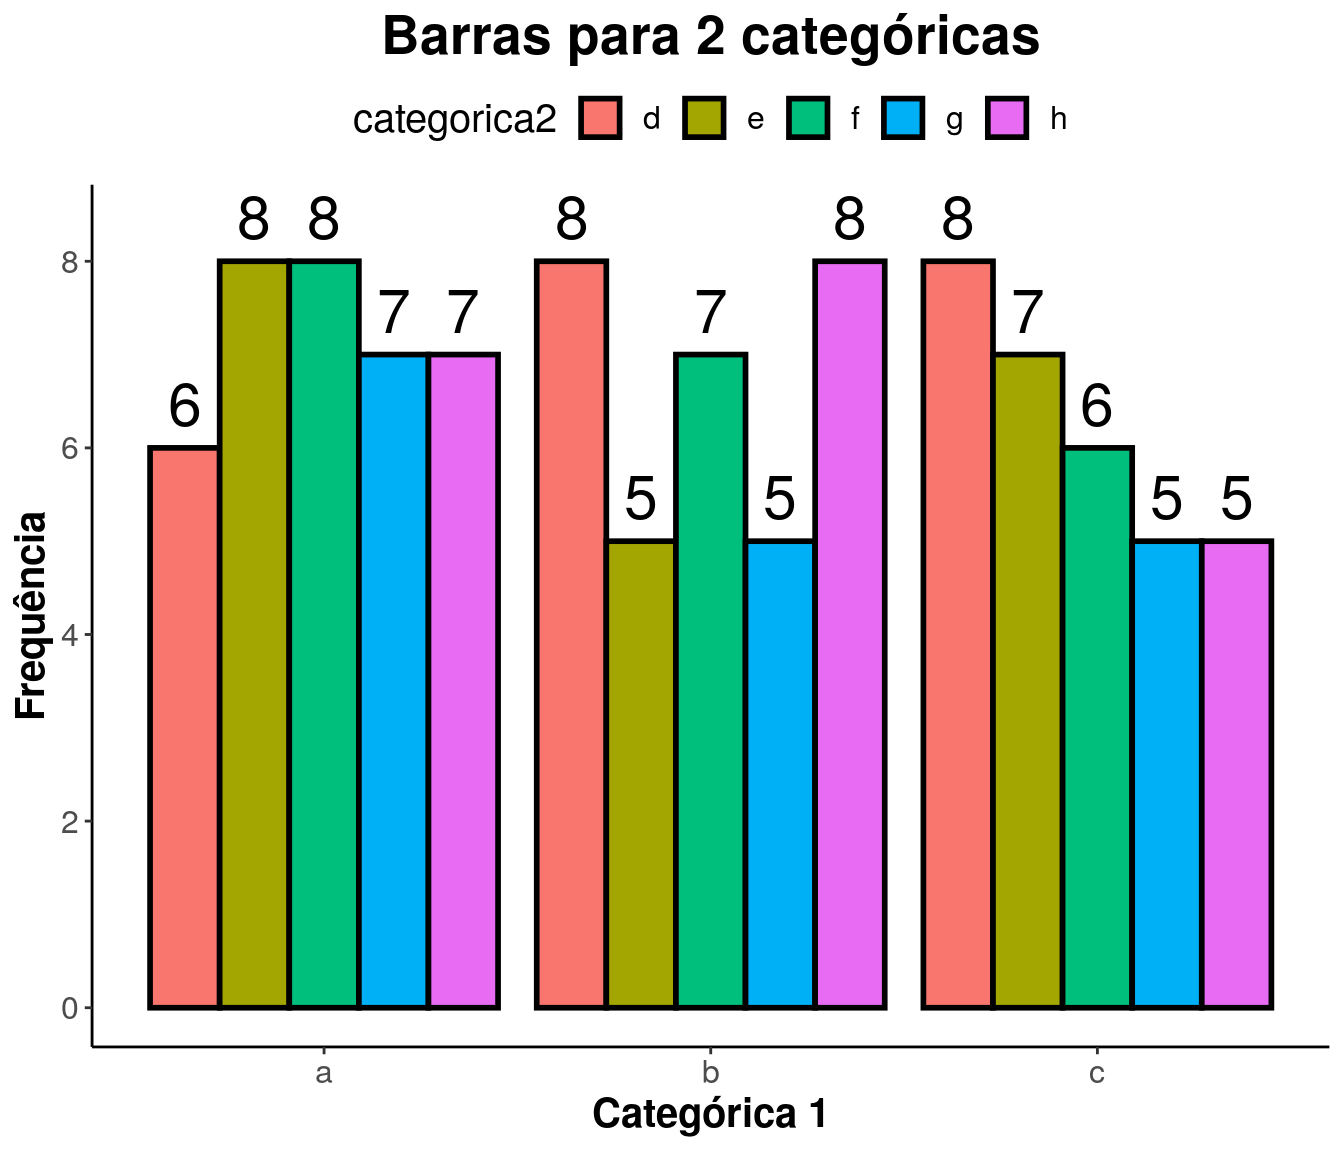 Barras para 2 categóricas
categorica2 d e f g h
8 8 8 8 8
7 7 7 7
6 6
5 5 5 5
8
6
4
2
0
Frequência
a b c
Categórica 1